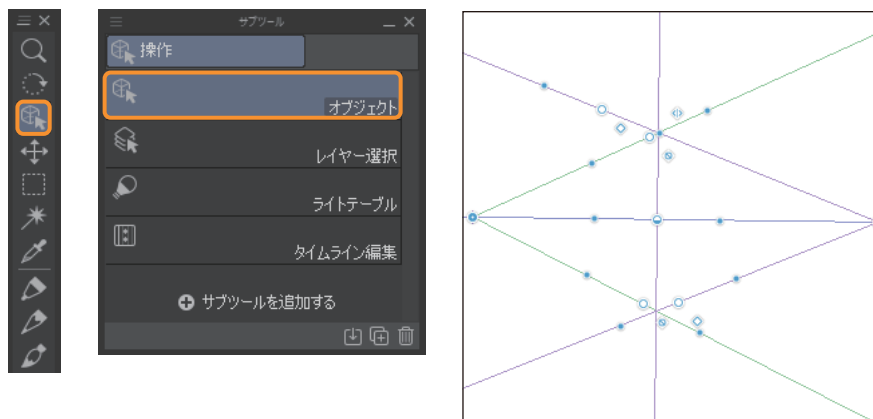 サブツール
操作
オブジェクト
レイヤー選択
ライトテーブル
タイムライン編集
サブツールを追加する